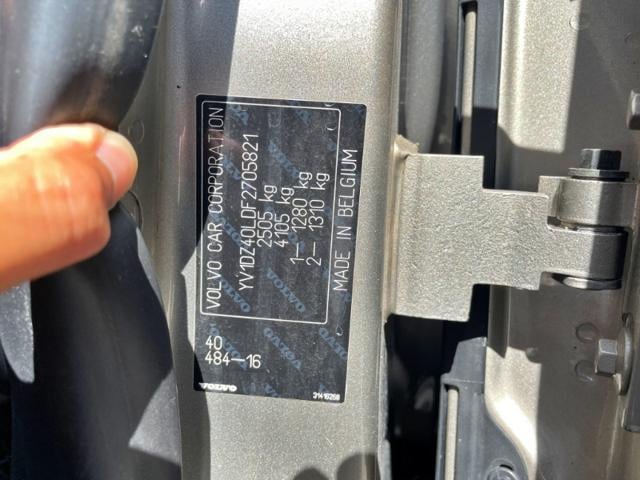 VOLVO CAR CORPORATION
YV1DZ40LDF2705821
2505 kg
4105 kg
1– 1280 kg
2– 1310 kg
MADE IN BELGIUM
40
484–16
VOLVO
31416268